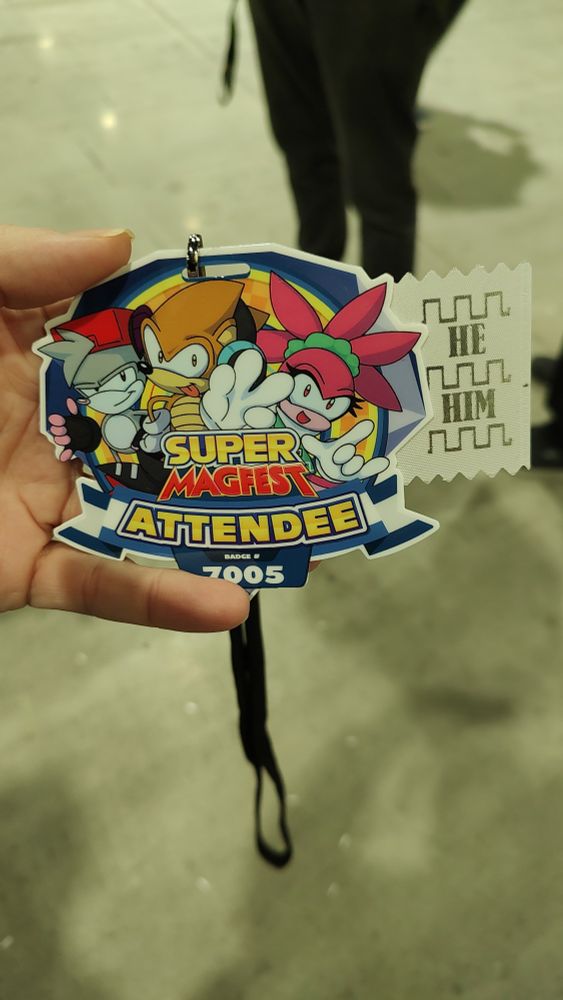 SUPER
MAGFEST
ATTENDEE
BADGE #
7005
HE
HIM